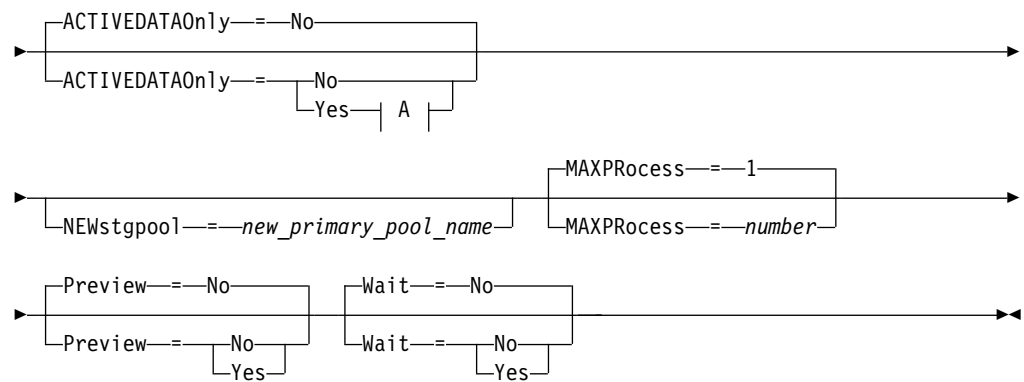 ACTIVEDATAOnly = No
ACTIVEDATAOnly = No
Yes A
NEWstgpool = new_primary_pool_name
MAXPRocess = 1
MAXPRocess = number
Preview = No
Preview = No
Yes
Wait = No
Wait = No
Yes